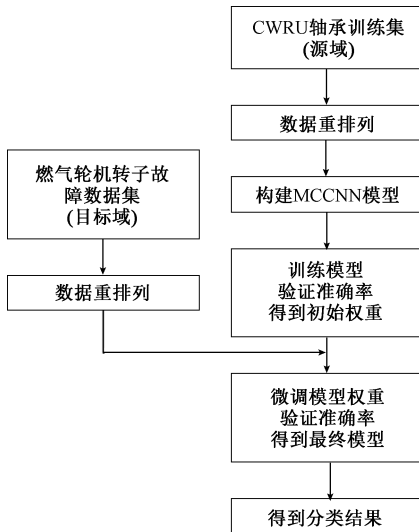 CWRU轴承训练集
(源域)
数据重排列
构建MCCNN模型
训练模型
验证准确率
得到初始权重
燃气轮机转子故
障数据集
(目标域)
数据重排列
微调模型权重
验证准确率
得到最终模型
得到分类结果